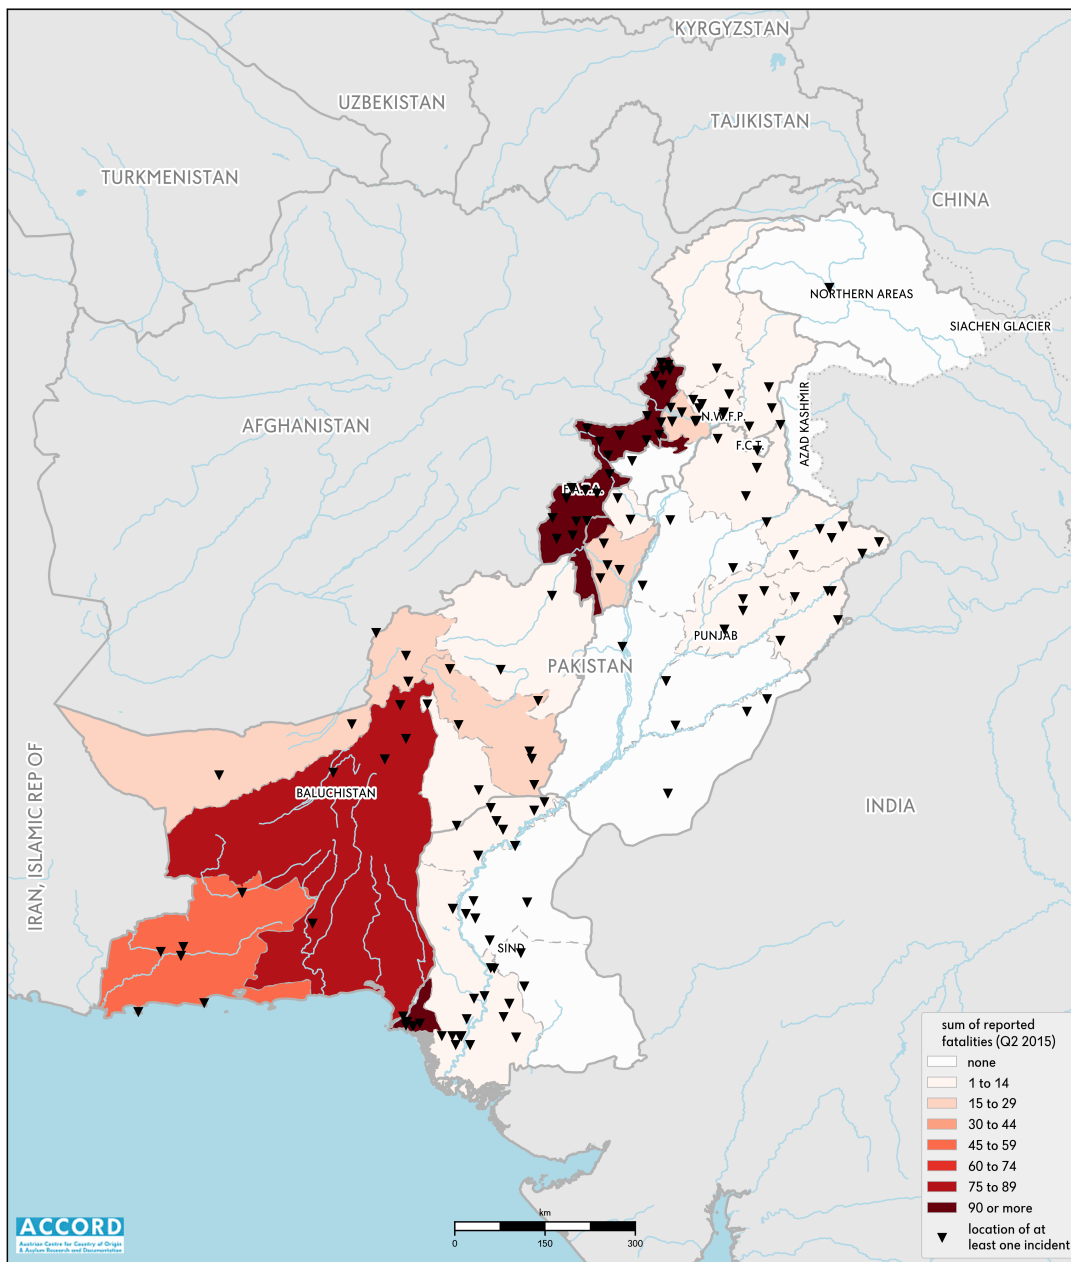 KYRGYZSTAN
UZBEKISTAN
TAJIKISTAN
TURKMENISTAN
CHINA
NORTHERN AREAS
SIACHEN GLACIER
AZAD KASHMIR
N.W.F.P.
AFGHANISTAN
F.C.T.
F.A.T.A.
PUNJAB
PAKISTAN
IRAN, ISLAMIC REP OF
BALUCHISTAN
INDIA
SIND
sum of reported
fatalities (Q2 2015)
none
1 to 14
15 to 29
30 to 44
45 to 59
60 to 74
75 to 89
90 or more
location of at
least one incident
km
0 150 300
ACCORD
Austrian Centre for Country of Origin
& Asylum Research and Documentation